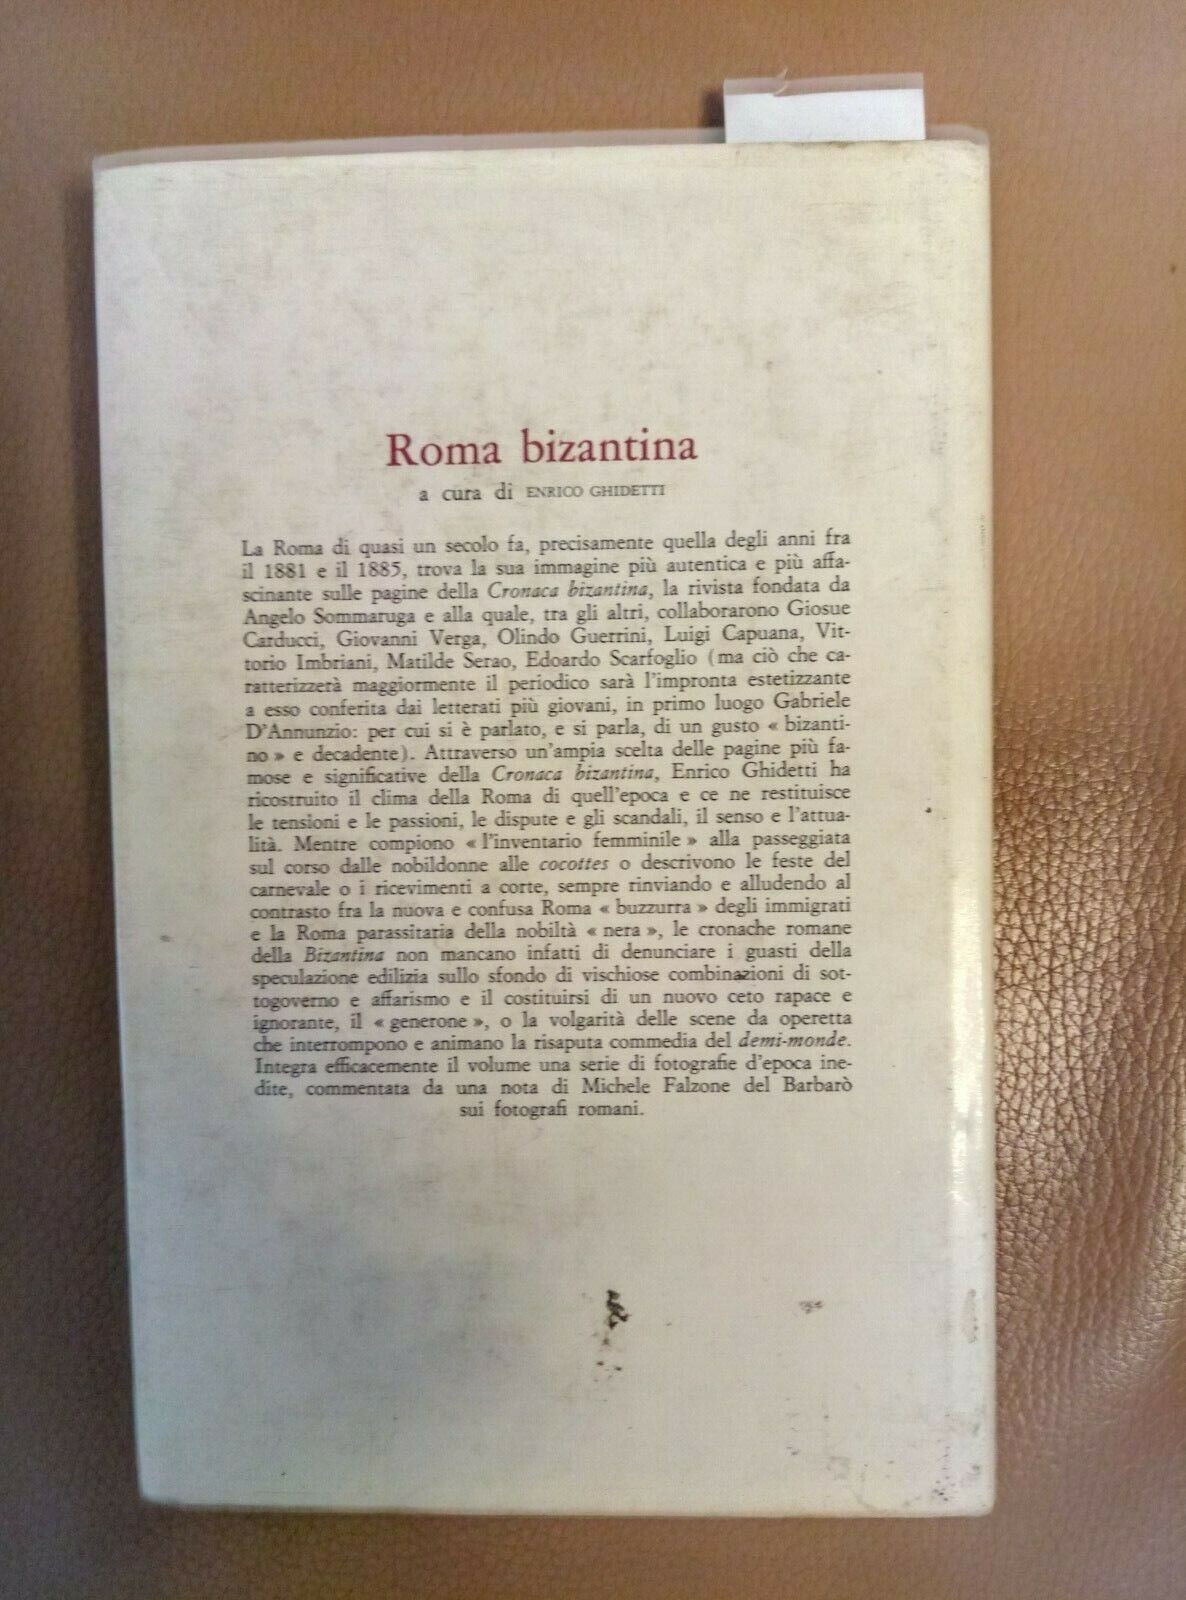 Roma bizantina
a cura di ENRICO GHIDETTI
La Roma di quasi un secolo fa, precisamente quella degli anni fra
il 1881 e il 1885, trova la sua immagine più autentica e più affa-
scinante sulle pagine della Cronaca bizantina, la rivista fondata da
Angelo Sommaruga e alla quale, tra gli altri, collaborarono Giosue
Carducci, Giovanni Verga, Olindo Guerrini, Luigi Capuana, Vit-
torio Imbriani, Matilde Serao, Edoardo Scarfoglio (ma ciò che ca-
ratterizzerà maggiormente il periodico sarà l'impronta estetizzante
a esso conferita dai letterati più giovani, in primo luogo Gabriele
D'Annunzio: per cui si è parlato, e si parla, di un gusto « bizanti-
no » e decadente). Attraverso un'ampia scelta delle pagine più fa-
mose e significative della Cronaca bizantina, Enrico Ghidetti ha
ricostruito il clima della Roma di quell'epoca e ce ne restituisce
le tensioni e le passioni, le dispute e gli scandali, il senso e l'attua-
lità. Mentre compiono « l'inventario femminile » alla passeggiata
sul corso dalle nobildonne alle cocottes o descrivono le feste del
carnevale o i ricevimenti a corte, sempre rinviando e alludendo al
contrasto fra la nuova e confusa Roma « buzzurra » degli immigrati
e la Roma parassitaria della nobiltà « nera », le cronache romane
della Bizantina non mancano infatti di denunciare i guasti della
speculazione edilizia sullo sfondo di vischiose combinazioni di sot-
togoverno e affarismo e il costituirsi di un nuovo ceto rapace e
ignorante, il « generone », o la volgarità delle scene da operetta
che interrompono e animano la risaputa commedia del demi-monde.
Integra efficacemente il volume una serie di fotografie d'epoca ine-
dite, commentata da una nota di Michele Falzone del Barbarò
sui fotografi romani.